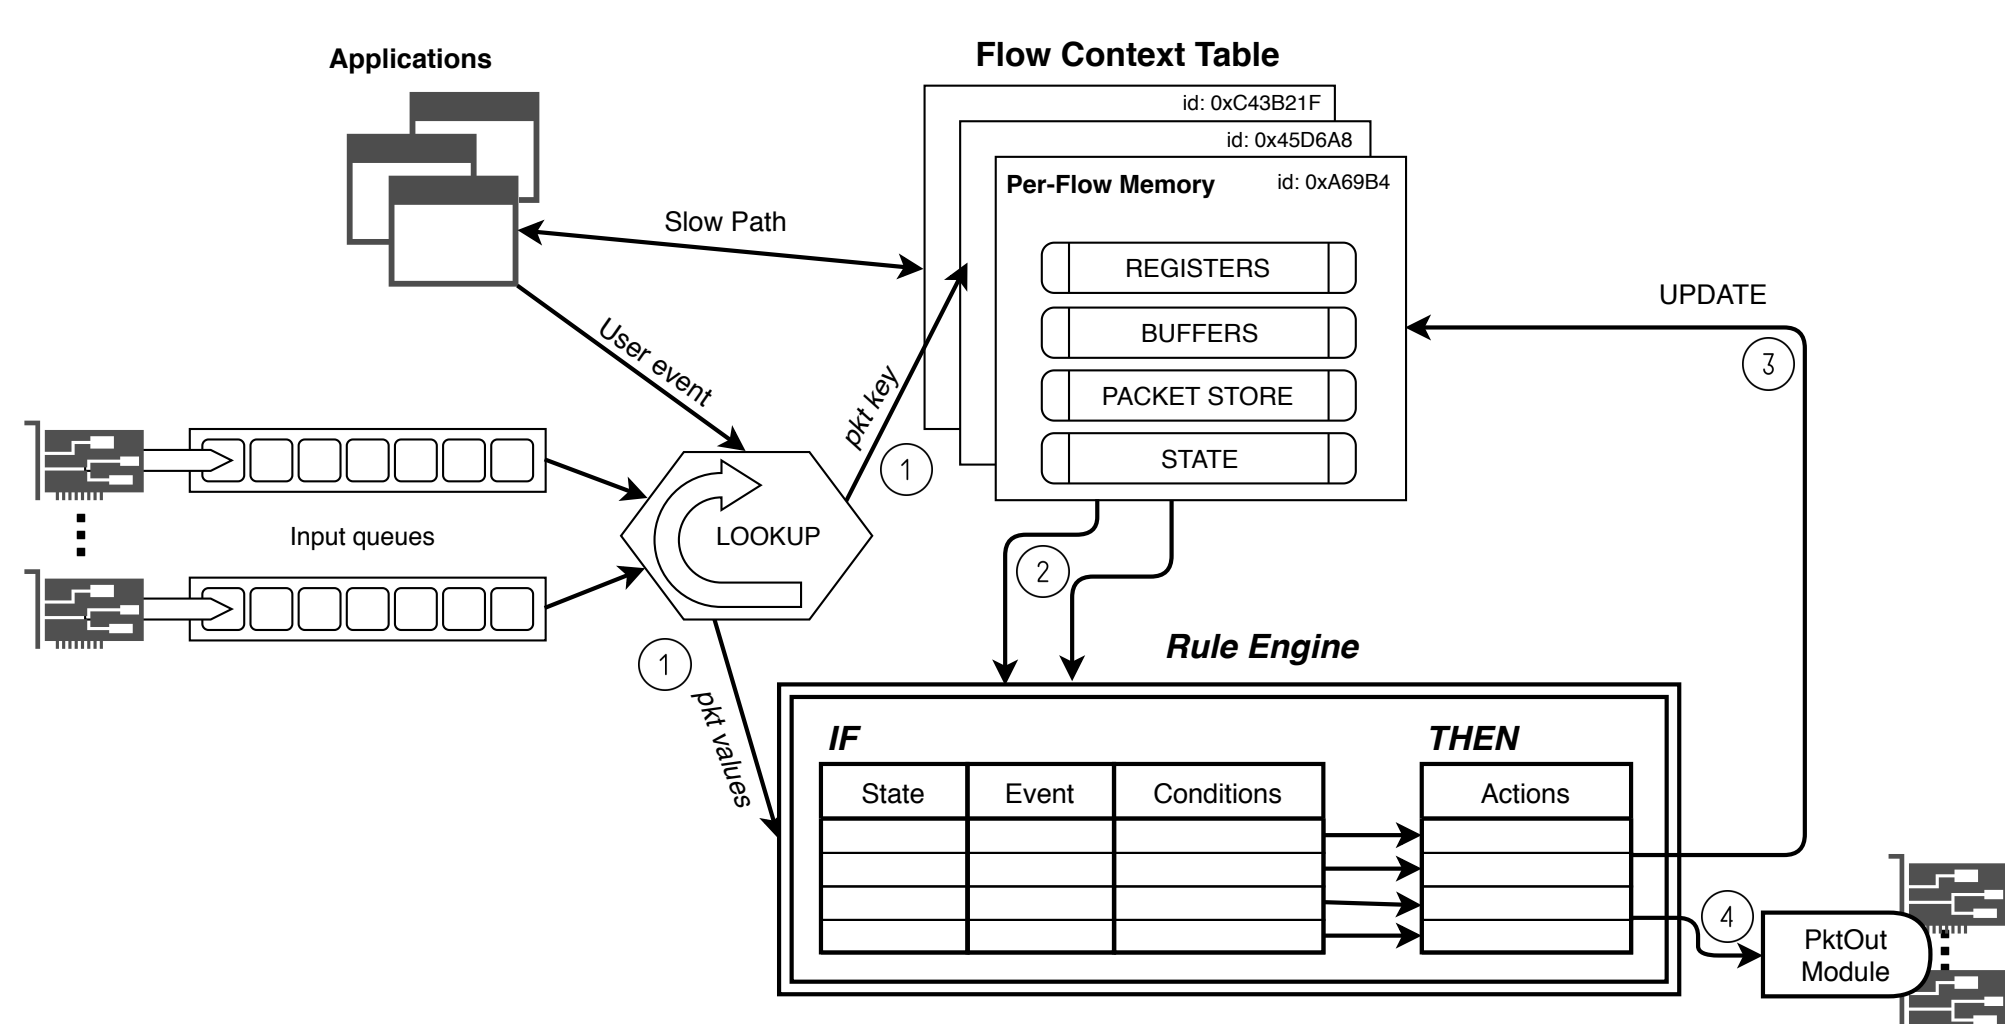 Applications
Flow Context Table
id: 0xC43B21F
id: 0x45D6A8
Per-Flow Memory
id: 0xA69B4
Slow Path
REGISTERS
BUFFERS
PACKET STORE
STATE
UPDATE
3
User event
pkt key
1
Input queues
LOOKUP
2
1
pkt values
Rule Engine
IF
THEN
State
Event
Conditions
Actions
4
PktOut
Module